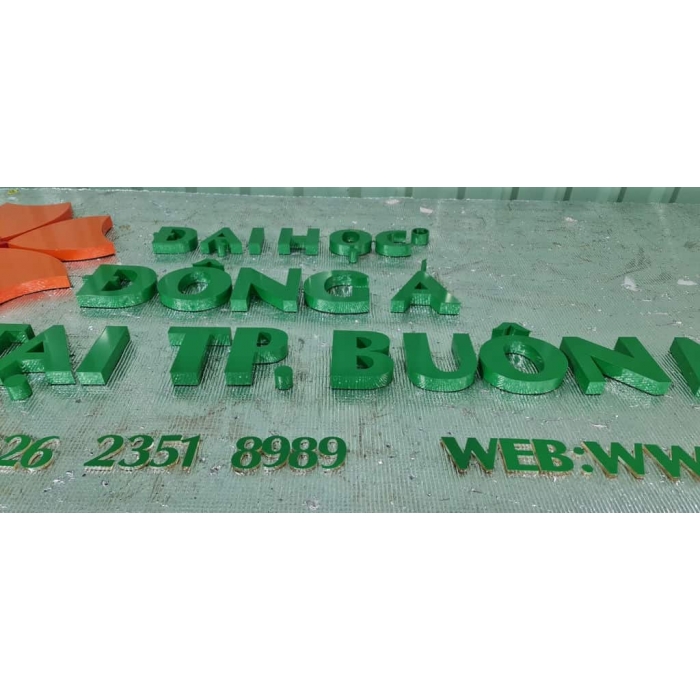 ĐẠI HỌC
ĐÔNG Á
TẠI TP. BUÔN
26 2351 8989 WEB:WW